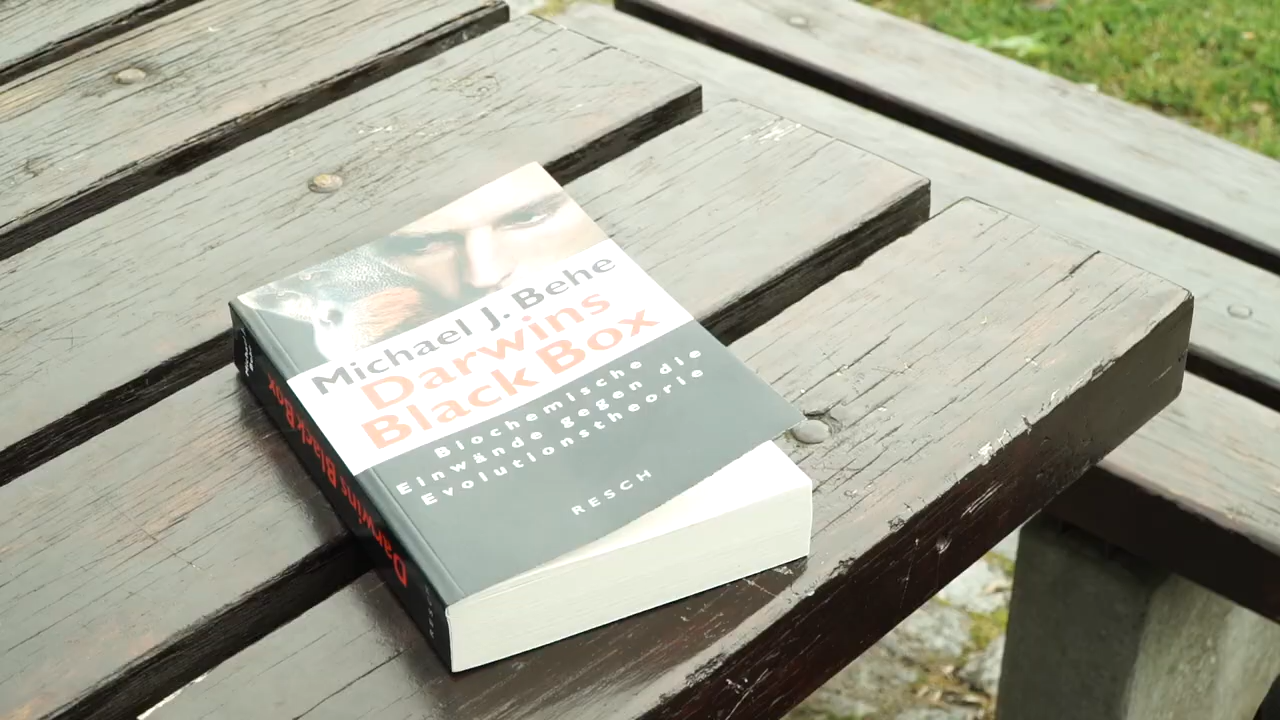 Michael J. Behe
Darwins
Black Box
Biochemische
Einwände gegen die
Evolutionstheorie
RESCH
Darwins Black Box